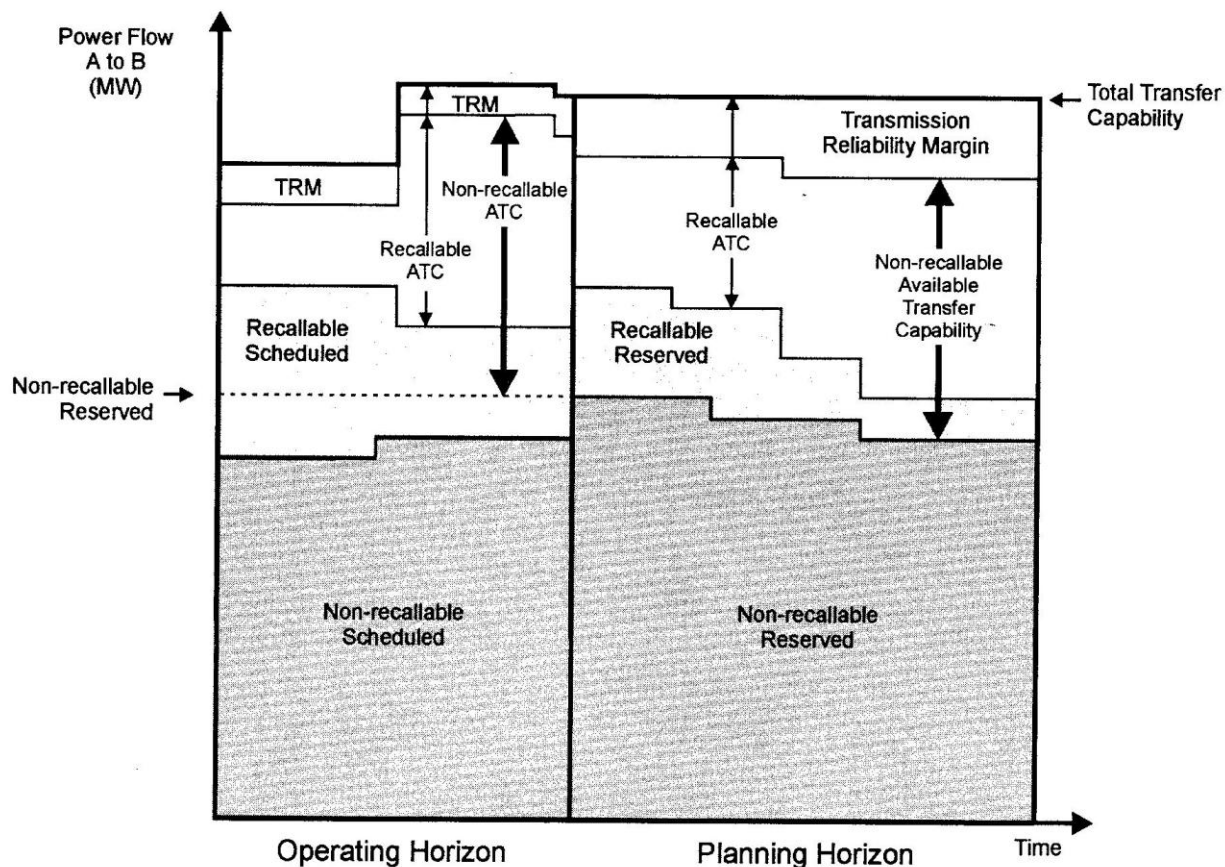 Power Flow
A to B
(MW)
TRM
TRM
Non-recallable
ATC
Recallable
ATC
Recallable
Scheduled
Non-recallable
Reserved
Non-recallable
Scheduled
Total Transfer
Capability
Transmission
Reliability Margin
Recallable
ATC
Non-recallable
Available
Transfer
Capability
Recallable
Reserved
Non-recallable
Reserved
Operating Horizon
Planning Horizon
Time